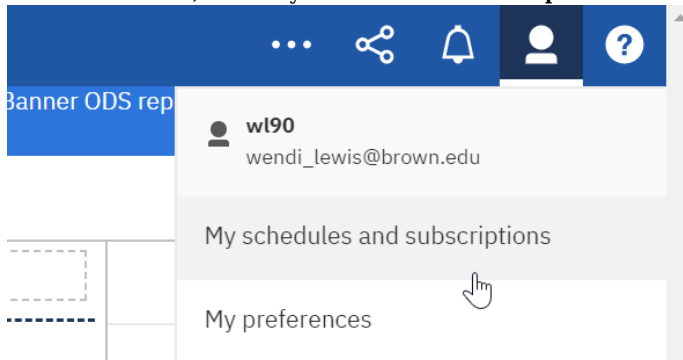 ?
Banner ODS rep
wl90
wendi_lewis@brown.edu
My schedules and subscriptions
My preferences